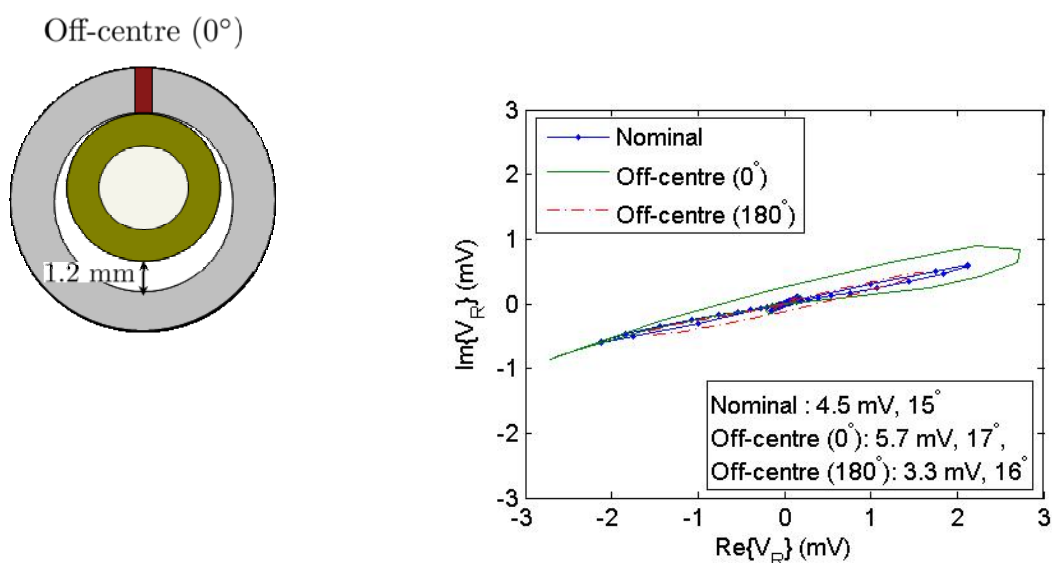 Off-centre (0°)
1.2 mm
3
2
1
0
-1
-2
-3
Im{V_R} (mV)
Nominal
Off-centre (0°)
Off-centre (180°)
Nominal : 4.5 mV, 15°
Off-centre (0°): 5.7 mV, 17°,
Off-centre (180°): 3.3 mV, 16°
-3 -2 -1 0 1 2 3
Re{V_R} (mV)